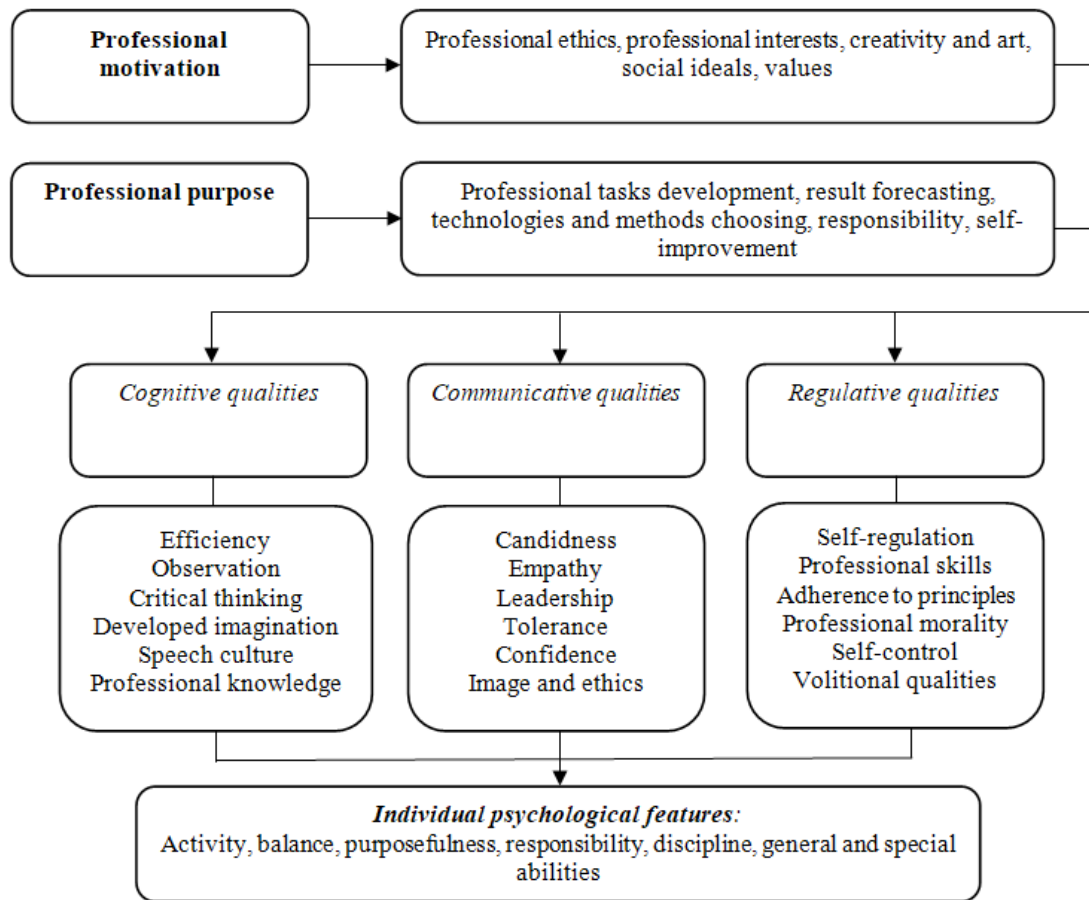 Professional
motivation
Professional ethics, professional interests, creativity and art,
social ideals, values
Professional purpose
Professional tasks development, result forecasting,
technologies and methods choosing, responsibility, self-
improvement
Cognitive qualities
Communicative qualities
Regulative qualities
Efficiency
Observation
Critical thinking
Developed imagination
Speech culture
Professional knowledge
Candidness
Empathy
Leadership
Tolerance
Confidence
Image and ethics
Self-regulation
Professional skills
Adherence to principles
Professional morality
Self-control
Volitional qualities
Individual psychological features:
Activity, balance, purposefulness, responsibility, discipline, general and special
abilities